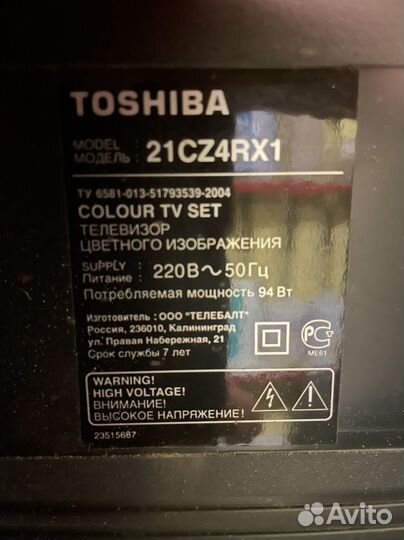 TOSHIBA
MODEL
МОДЕЛЬ: 21CZ4RX1
ТУ 6581-013-51793539-2004
COLOUR TV SET
ТЕЛЕВИЗОР
ЦВЕТНОГО ИЗОБРАЖЕНИЯ
SUPPLY
Питание : 220В~50Гц
Потребляемая мощность 94 Вт
Изготовитель: ООО "ТЕЛЕБАЛТ"
Россия, 236010, Калининград
ул. Правая Набережная, 21
Срок службы 7 лет
РС
МЕ61
WARNING!
HIGH VOLTAGE!
ВНИМАНИЕ!
ВЫСОКОЕ НАПРЯЖЕНИЕ!
23515687
Avito